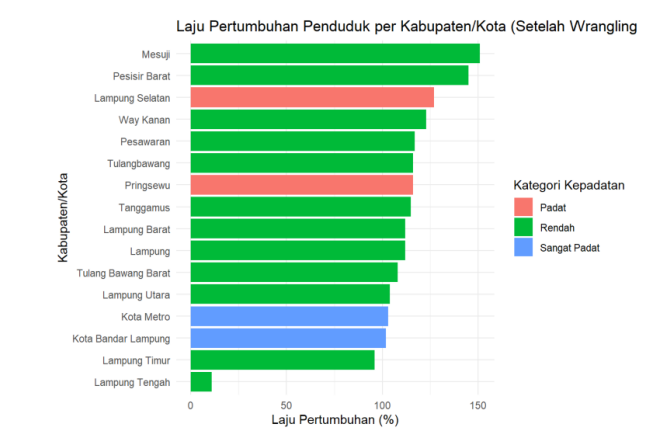 Laju Pertumbuhan Penduduk per Kabupaten/Kota (Setelah Wrangling
Mesuji
Pesisir Barat
Lampung Selatan
Way Kanan
Pesawaran
Tulangbawang
Pringsewu
Tanggamus
Lampung Barat
Lampung
Tulang Bawang Barat
Lampung Utara
Kota Metro
Kota Bandar Lampung
Lampung Timur
Lampung Tengah
Kabupaten/Kota
0 50 100 150
Laju Pertumbuhan (%)
Kategori Kepadatan
Padat
Rendah
Sangat Padat